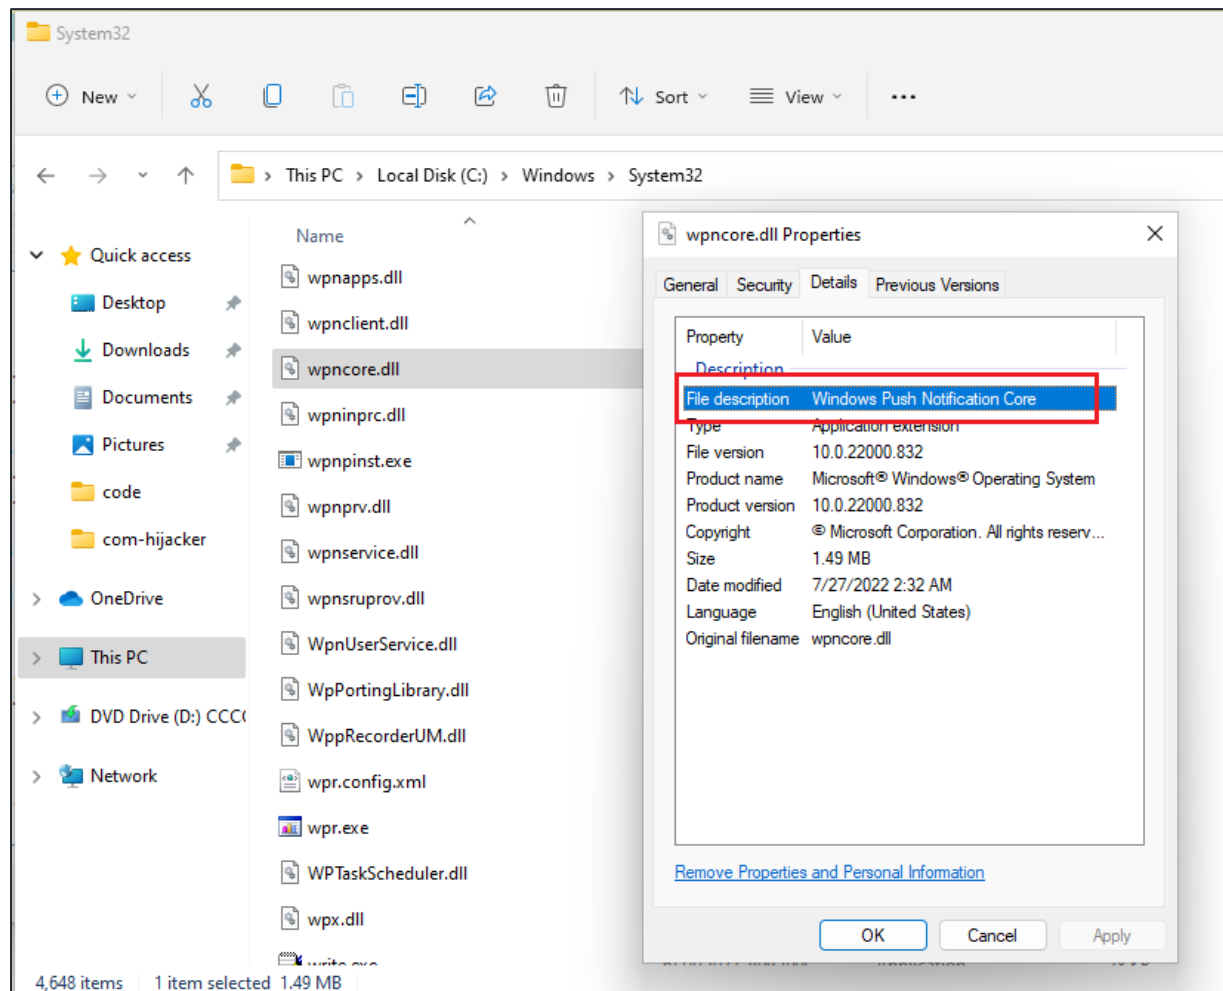 System32
New
Sort
View
This PC > Local Disk (C:) > Windows > System32
Name
Quick access
Desktop
Downloads
Documents
Pictures
code
com-hijacker
OneDrive
This PC
DVD Drive (D:)
Network
wpnapps.dll
wpnclient.dll
wpncore.dll
wpninprc.dll
wpnpinst.exe
wpnprv.dll
wpnservice.dll
wpnsruprov.dll
WpnUserService.dll
WpPortingLibrary.dll
WppRecorderUM.dll
wpr.config.xml
wpr.exe
WPTaskScheduler.dll
wpx.dll
write.exe
wpncore.dll Properties
General Security Details Previous Versions
Property Value
Description
File description Windows Push Notification Core
Type Application extension
File version 10.0.22000.832
Product name Microsoft® Windows® Operating System
Product version 10.0.22000.832
Copyright © Microsoft Corporation. All rights reserv...
Size 1.49 MB
Date modified 7/27/2022 2:32 AM
Language English (United States)
Original filename wpncore.dll
Remove Properties and Personal Information
OK Cancel Apply
4,648 items 1 item selected 1.49 MB